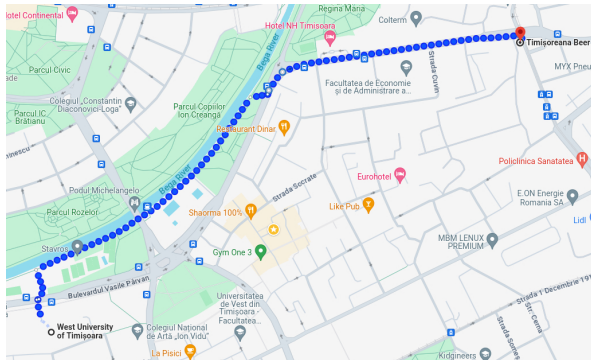 Hotel Continental
Regina Maria
Colterm
Hotel NH Timisoara
Bega River
Timișoreana Beer
MYX Pneu
Parcul Civic
Facultatea de Economie
și de Administrare a...
Strada Cuvin
Colegiul „Constantin
Diaconovici-Loga"
Parcul Copiilor
Ion Creangă
Parcul IC
Brătianu
Restaurant Dinar
Policlinica Sanatatea
Podul Michelangelo
Bega River
Eurohotel
Strada Socrate
E.ON Energie
Romania SA
Parcul Rozelor
Shaorma 100%
Like Pub
Lidl
Stavros
Gym One 3
MBM LENUX
PREMIUM
Bulevardul Vasile Pârvan
Universitatea
de Vest din
Timișoara -
Facultatea...
Strada 1 Decembrie 191
Str. Cerna
West University
of Timișoara
Colegiul Național
de Artă „Ion Vidu"
La Pisici
Kidgineers